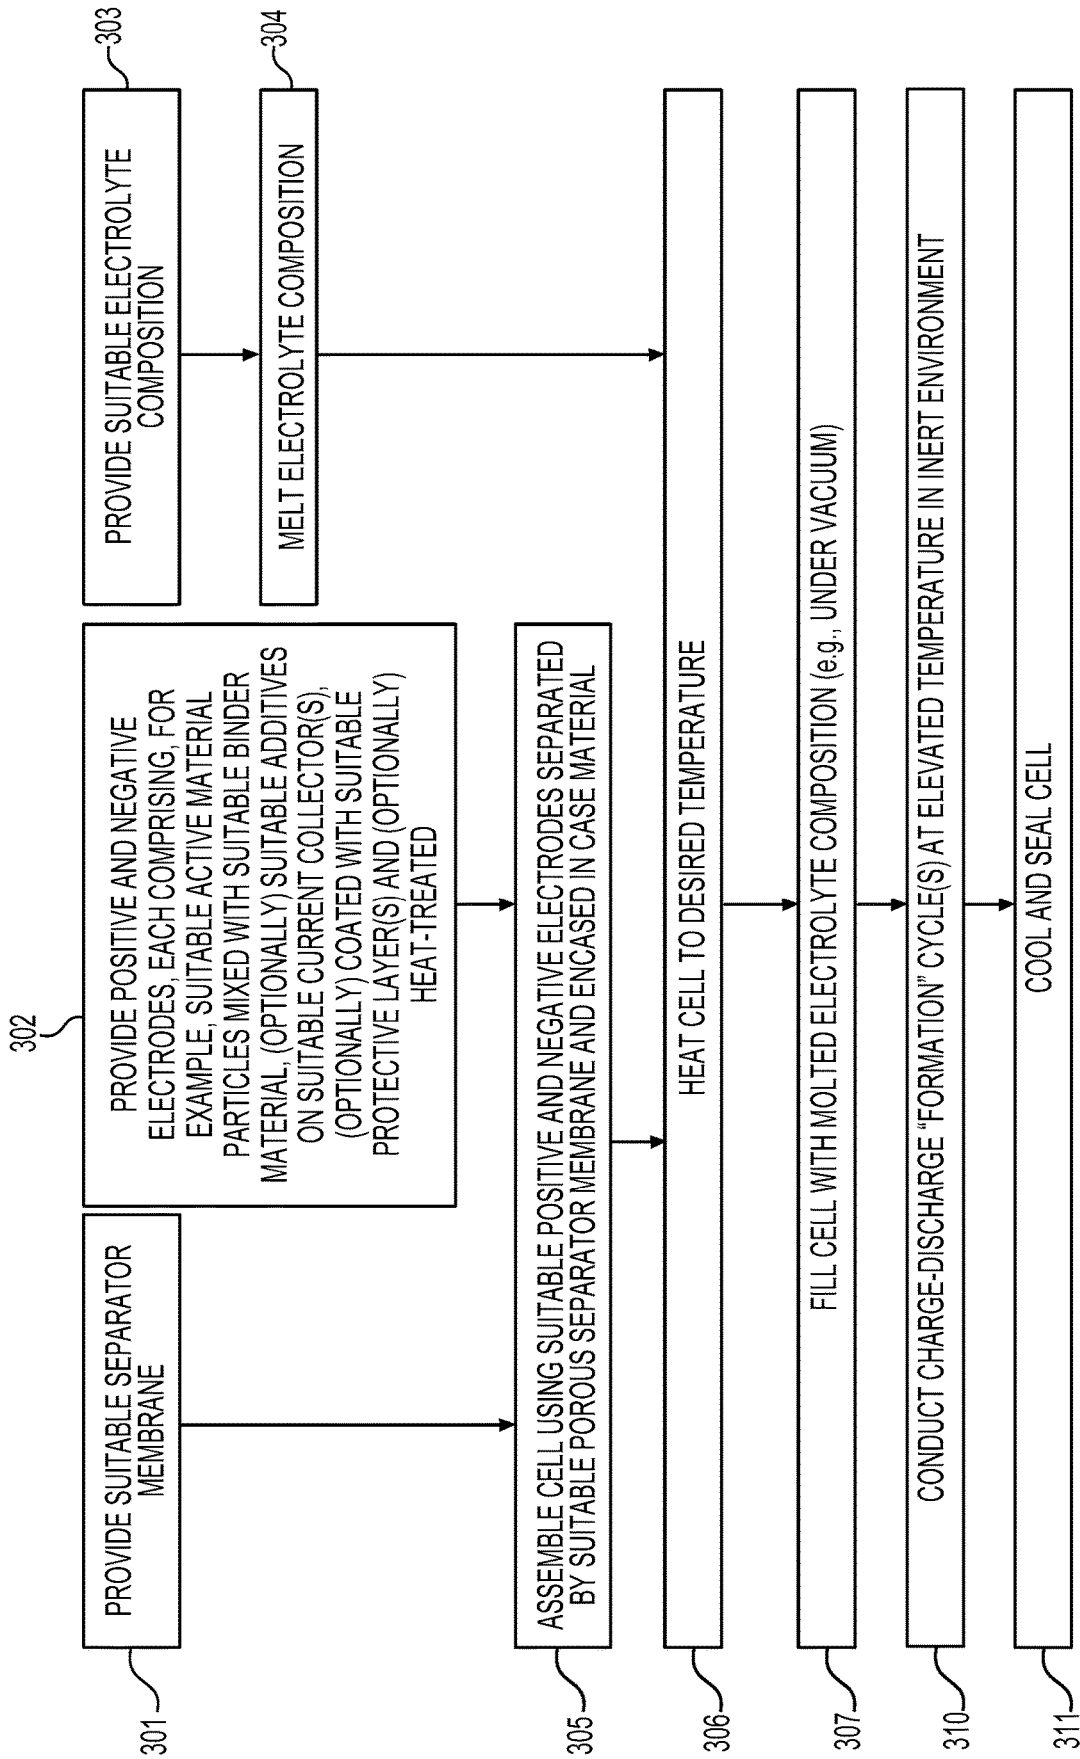 301
PROVIDE SUITABLE SEPARATOR
MEMBRANE
302
PROVIDE POSITIVE AND NEGATIVE
ELECTRODES, EACH COMPRISING, FOR
EXAMPLE, SUITABLE ACTIVE MATERIAL
PARTICLES MIXED WITH SUITABLE BINDER
MATERIAL, (OPTIONALLY) SUITABLE ADDITIVES
ON SUITABLE CURRENT COLLECTOR(S),
(OPTIONALLY) COATED WITH SUITABLE
PROTECTIVE LAYER(S) AND (OPTIONALLY)
HEAT-TREATED
303
PROVIDE SUITABLE ELECTROLYTE
COMPOSITION
304
MELT ELECTROLYTE COMPOSITION
305
ASSEMBLE CELL USING SUITABLE POSITIVE AND NEGATIVE ELECTRODES SEPARATED
BY SUITABLE POROUS SEPARATOR MEMBRANE AND ENCASED IN CASE MATERIAL
306
HEAT CELL TO DESIRED TEMPERATURE
307
FILL CELL WITH MOLTED ELECTROLYTE COMPOSITION (e.g., UNDER VACUUM)
310
CONDUCT CHARGE-DISCHARGE “FORMATION” CYCLE(S) AT ELEVATED TEMPERATURE IN INERT ENVIRONMENT
311
COOL AND SEAL CELL